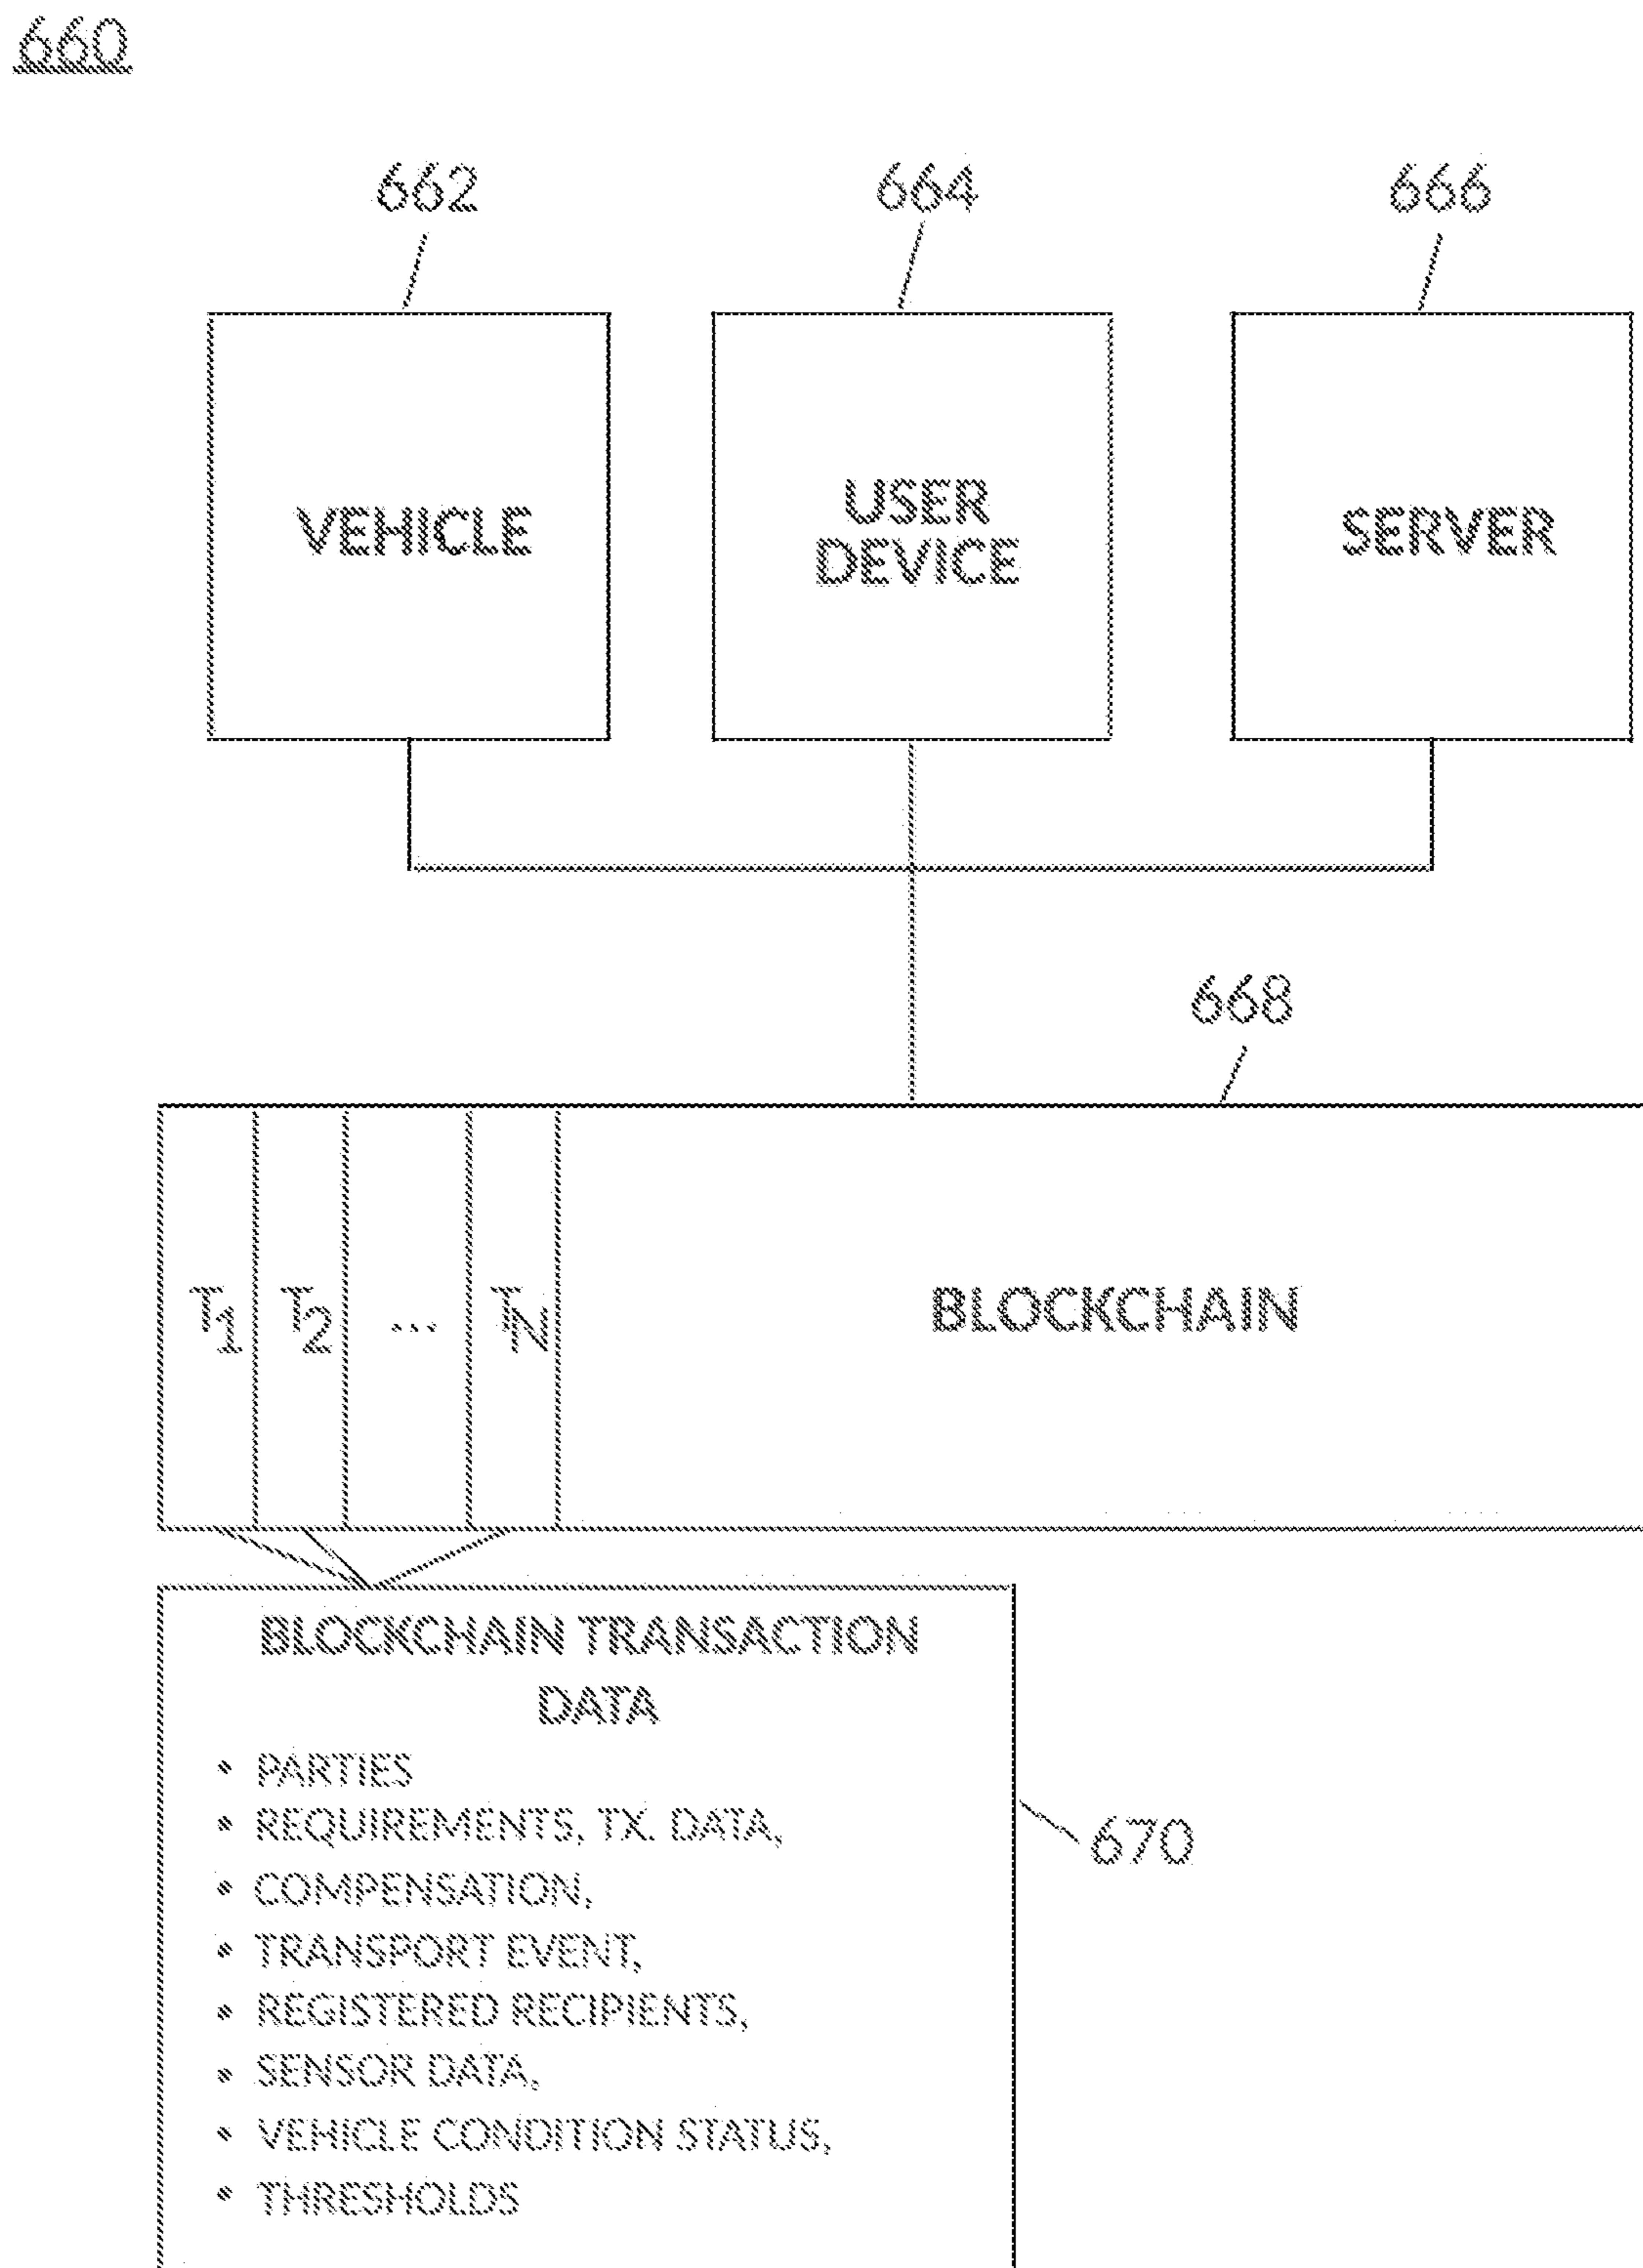 660
662 664 666
VEHICLE
USER
DEVICE
SERVER
668
T1 T2 ... TN BLOCKCHAIN
BLOCKCHAIN TRANSACTION
DATA
• PARTIES
• REQUIREMENTS, TX. DATA,
• COMPENSATION,
• TRANSPORT EVENT,
• REGISTERED RECIPIENTS,
• SENSOR DATA,
• VEHICLE CONDITION STATUS,
• THRESHOLDS
670